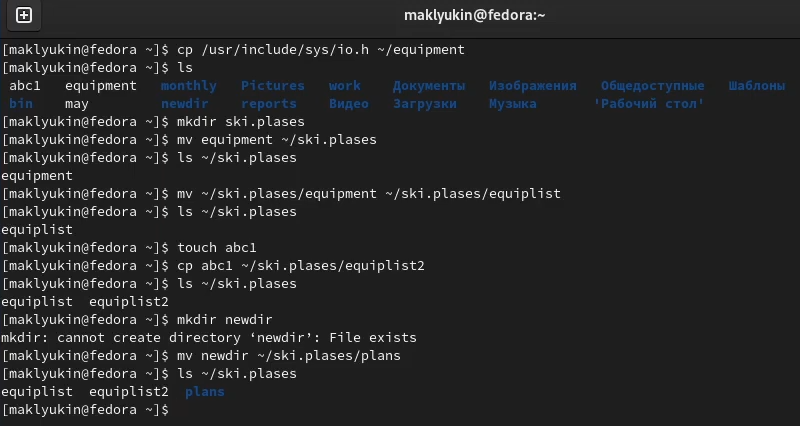 maklyukin@fedora:~
[maklyukin@fedora ~]$ cp /usr/include/sys/io.h ~/equipment
[maklyukin@fedora ~]$ ls
abc1 equipment monthly Pictures work Документы Изображения Общедоступные Шаблоны
bin may newdir reports Видео Загрузки Музыка 'Рабочий стол'
[maklyukin@fedora ~]$ mkdir ski.plases
[maklyukin@fedora ~]$ mv equipment ~/ski.plases
[maklyukin@fedora ~]$ ls ~/ski.plases
equipment
[maklyukin@fedora ~]$ mv ~/ski.plases/equipment ~/ski.plases/equiplist
[maklyukin@fedora ~]$ ls ~/ski.plases
equiplist
[maklyukin@fedora ~]$ touch abc1
[maklyukin@fedora ~]$ cp abc1 ~/ski.plases/equiplist2
[maklyukin@fedora ~]$ ls ~/ski.plases
equiplist equiplist2
[maklyukin@fedora ~]$ mkdir newdir
mkdir: cannot create directory ‘newdir’: File exists
[maklyukin@fedora ~]$ mv newdir ~/ski.plases/plans
[maklyukin@fedora ~]$ ls ~/ski.plases
equiplist equiplist2 plans
[maklyukin@fedora ~]$